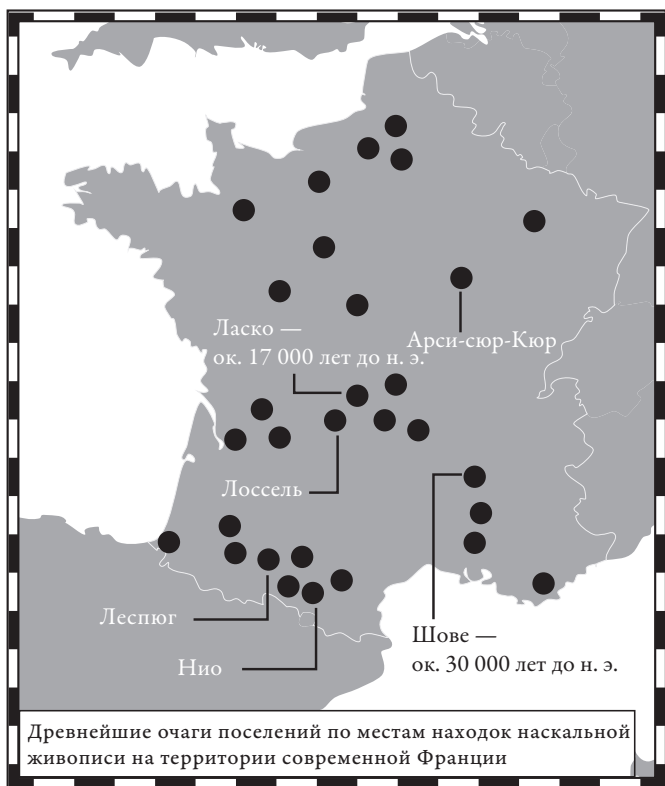 Ласко —
ок. 17 000 лет до н. э.
Арси-сюр-Кюр
Лоссель
Леспюг
Нио
Шове —
ок. 30 000 лет до н. э.
Древнейшие очаги поселений по местам находок наскальной
живописи на территории современной Франции